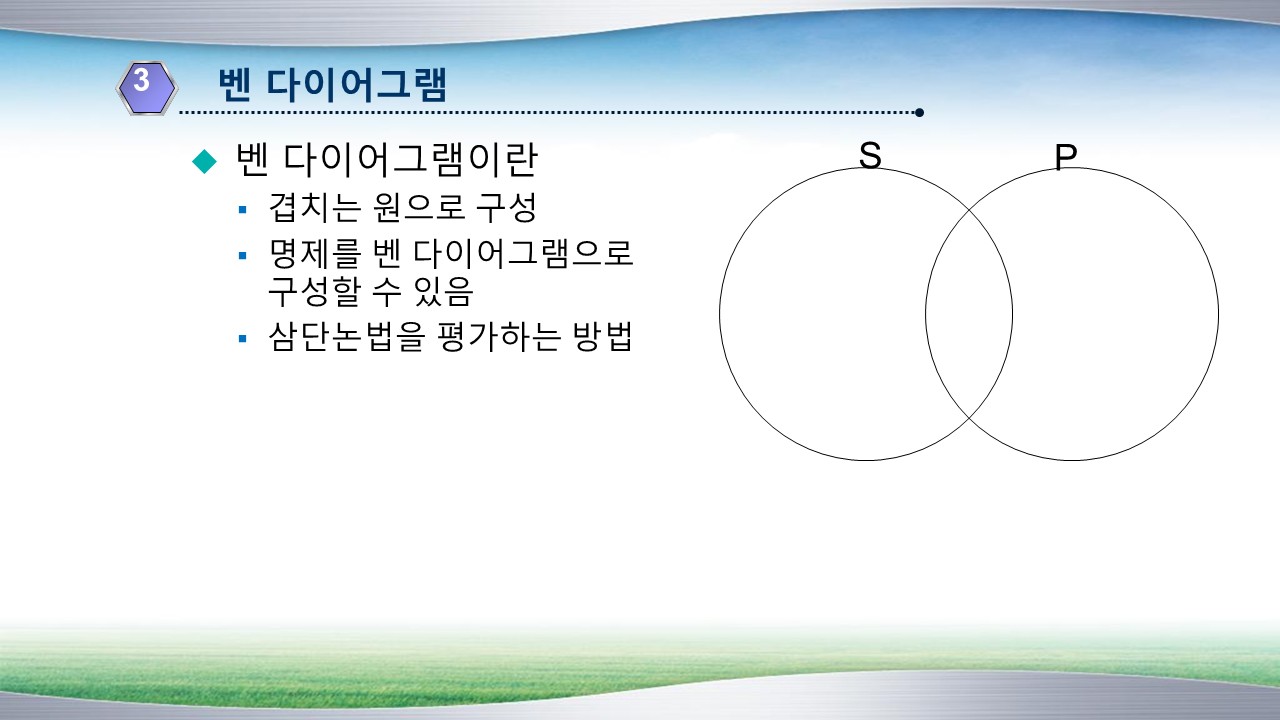 3
벤 다이어그램
◆ 벤 다이어그램이란
▪ 겹치는 원으로 구성
▪ 명제를 벤 다이어그램으로
구성할 수 있음
▪ 삼단논법을 평가하는 방법
S
P